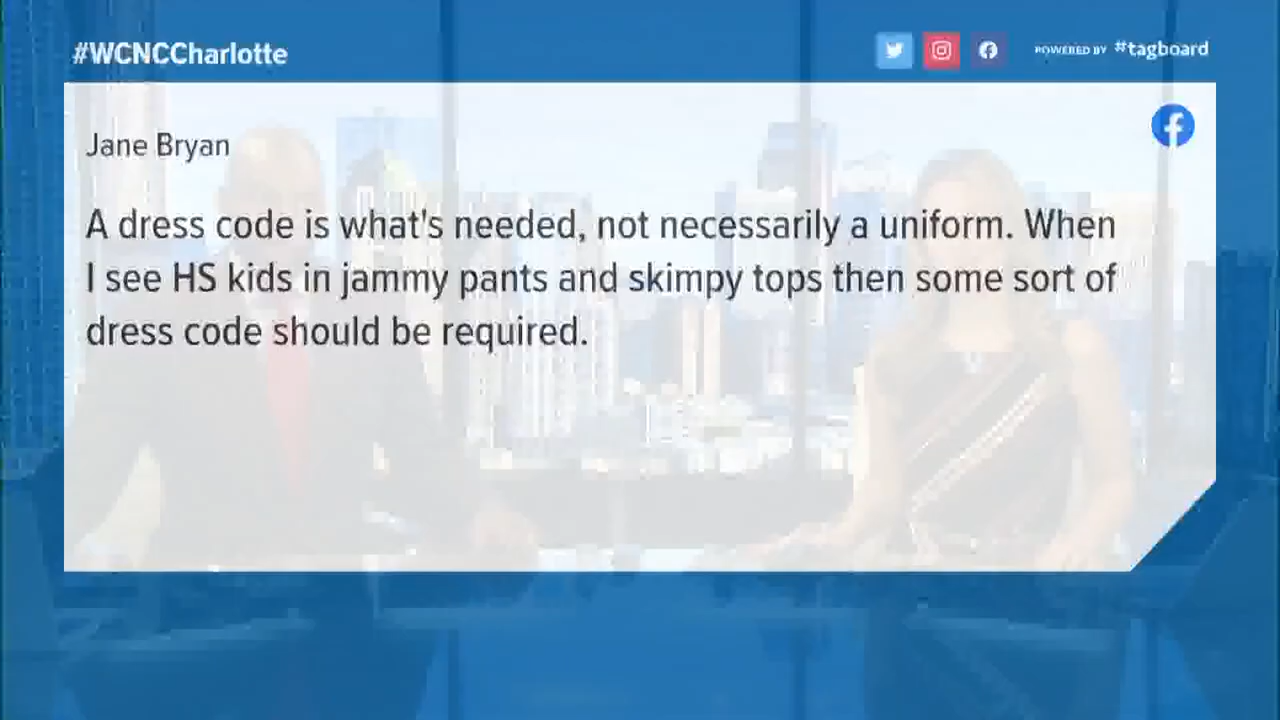 #WCNCCharlotte
POWERED BY #tagboard
Jane Bryan
A dress code is what's needed, not necessarily a uniform. When
I see HS kids in jammy pants and skimpy tops then some sort of
dress code should be required.